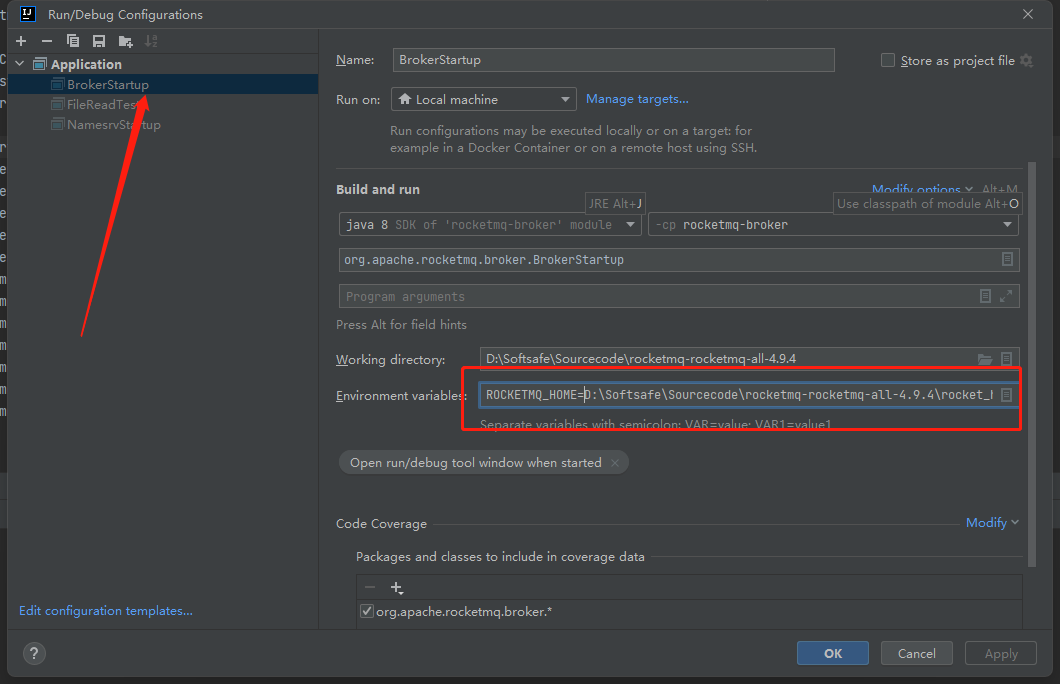 Run/Debug Configurations
Application
BrokerStartup
FileReadTes
NamesrvStartup
Edit configuration templates...
Name:
BrokerStartup
Store as project file
Run on:
Local machine
Manage targets...
Run configurations may be executed locally or on a target: for
example in a Docker Container or on a remote host using SSH.
Build and run
Modify options
Alt+M
JRE Alt+J
Use classpath of module Alt+O
java 8 SDK of 'rocketmq-broker' module
-cp rocketmq-broker
org.apache.rocketmq.broker.BrokerStartup
Program arguments
Press Alt for field hints
Working directory:
D:\Softsafe\Sourcecode\rocketmq-rocketmq-all-4.9.4
Environment variables:
ROCKETMQ_HOME=D:\Softsafe\Sourcecode\rocketmq-rocketmq-all-4.9.4\rocket_h
Separate variables with semicolon: VAR=value; VAR1=value1
Open run/debug tool window when started
Code Coverage
Modify
Packages and classes to include in coverage data
org.apache.rocketmq.broker.*
?
OK
Cancel
Apply